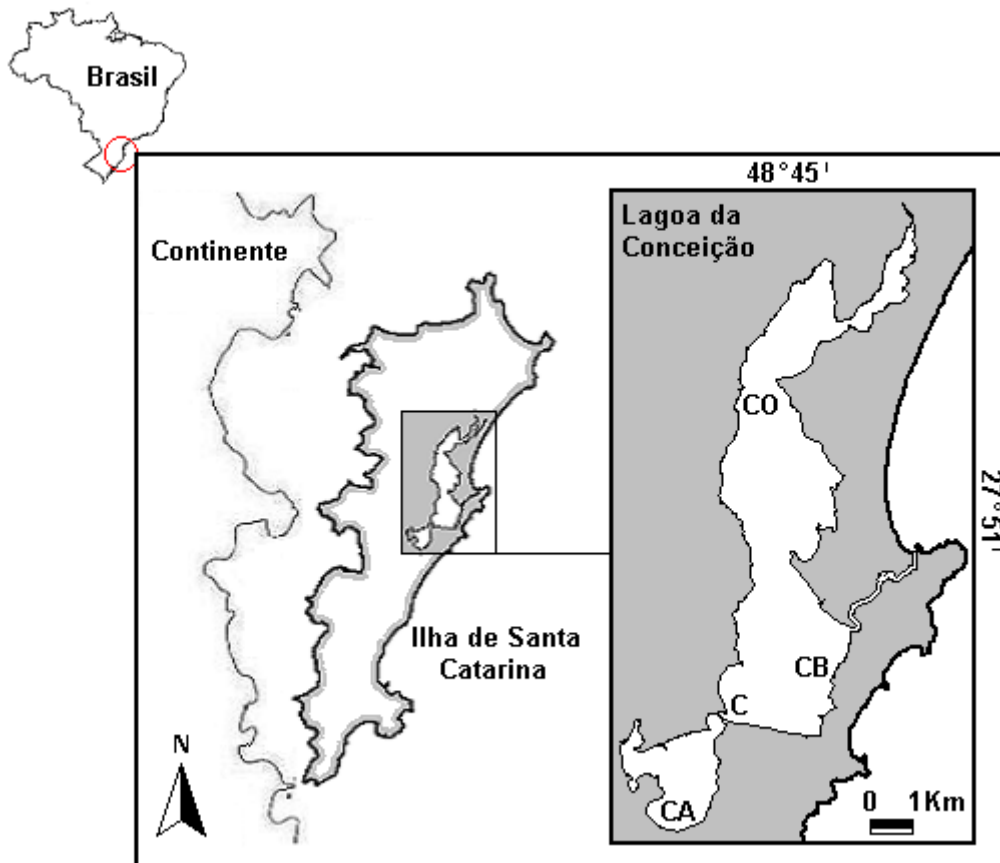 Brasil
48°45'
Lagoa da
Conceição
Continente
CO
27°51'
Ilha de Santa
Catarina
CB
C
N
CA
0 1Km